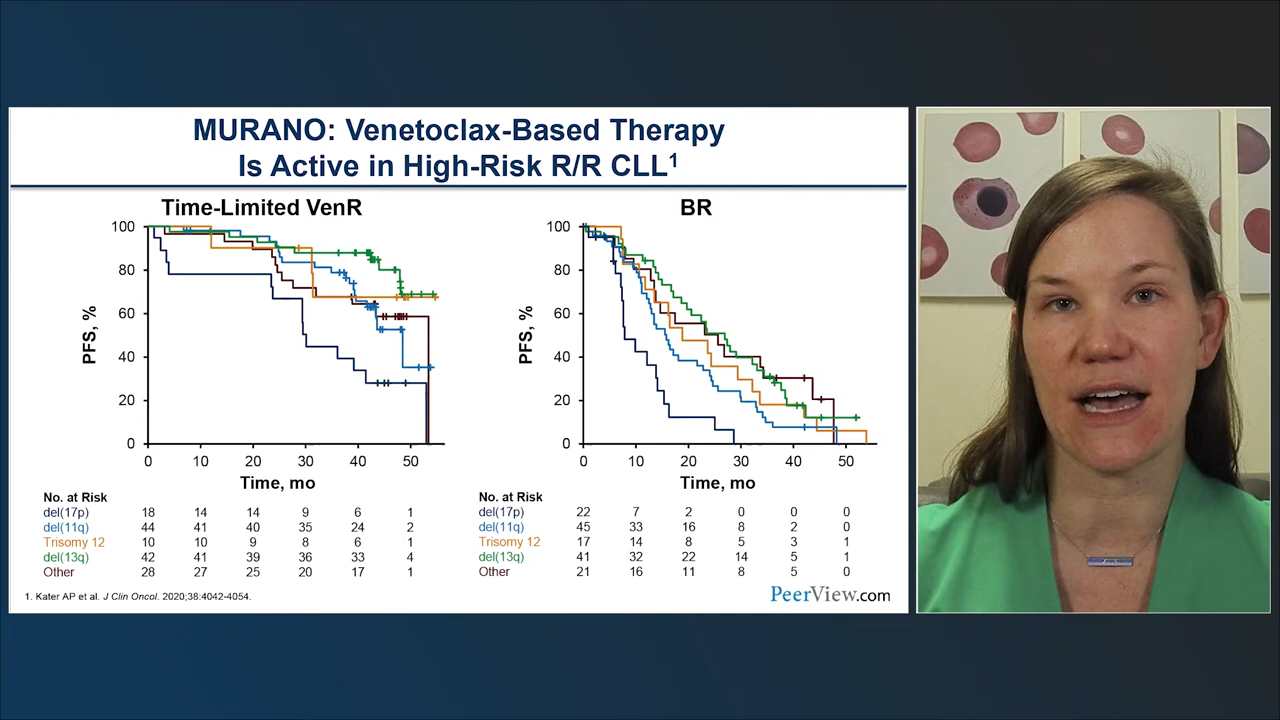 MURANO: Venetoclax-Based Therapy
Is Active in High-Risk R/R CLL1
Time-Limited VenR
PFS, %
100
80
60
40
20
0
0 10 20 30 40 50
Time, mo
No. at Risk
del(17p) 18 14 14 9 6 1
del(11q) 44 41 40 35 24 2
Trisomy 12 10 10 9 8 6 1
del(13q) 42 41 39 36 33 4
Other 28 27 25 20 17 1
BR
PFS, %
100
80
60
40
20
0
0 10 20 30 40 50
Time, mo
No. at Risk
del(17p) 22 7 2 0 0 0
del(11q) 45 33 16 8 2 0
Trisomy 12 17 14 8 5 3 1
del(13q) 41 32 22 14 5 1
Other 21 16 11 8 5 0
1. Kater AP et al. J Clin Oncol. 2020;38:4042-4054.
PeerView.com